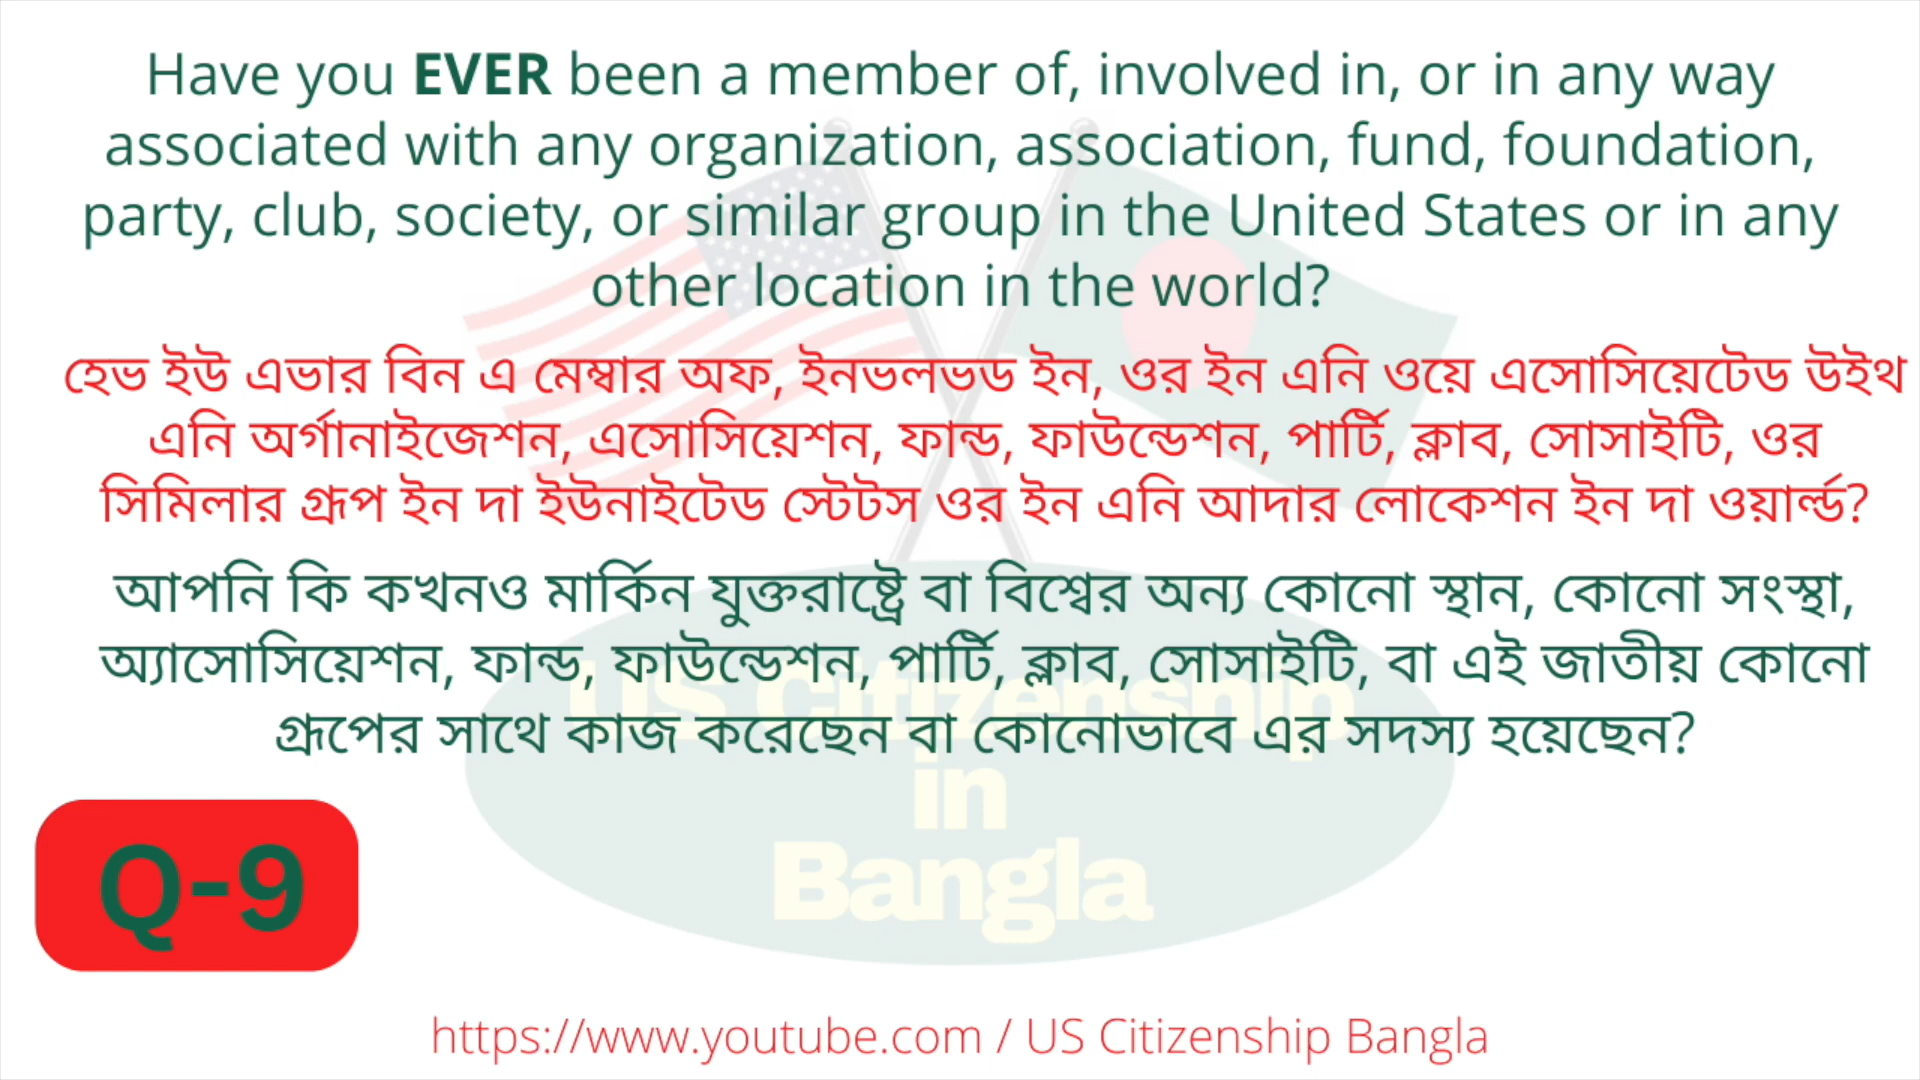 Have you EVER been a member of, involved in, or in any way
associated with any organization, association, fund, foundation,
party, club, society, or similar group in the United States or in any
other location in the world?
হেভ ইউ এভার বিন এ মেম্বার অফ, ইনভলভড ইন, ওর ইন এনি ওয়ে এসোসিয়েটেড উইথ
এনি অর্গানাইজেশন, এসোসিয়েশন, ফান্ড, ফাউন্ডেশন, পার্টি, ক্লাব, সোসাইটি, ওর
সিমিলার গ্রূপ ইন দা ইউনাইটেড স্টেটস ওর ইন এনি আদার লোকেশন ইন দা ওয়ার্ল্ড?
আপনি কি কখনও মার্কিন যুক্তরাষ্ট্রে বা বিশ্বের অন্য কোনো স্থান, কোনো সংস্থা,
অ্যাসোসিয়েশন, ফান্ড, ফাউন্ডেশন, পার্টি, ক্লাব, সোসাইটি, বা এই জাতীয় কোনো
গ্রূপের সাথে কাজ করেছেন বা কোনোভাবে এর সদস্য হয়েছেন?
US Citizenship
in
Bangla
Q-9
https://www.youtube.com / US Citizenship Bangla